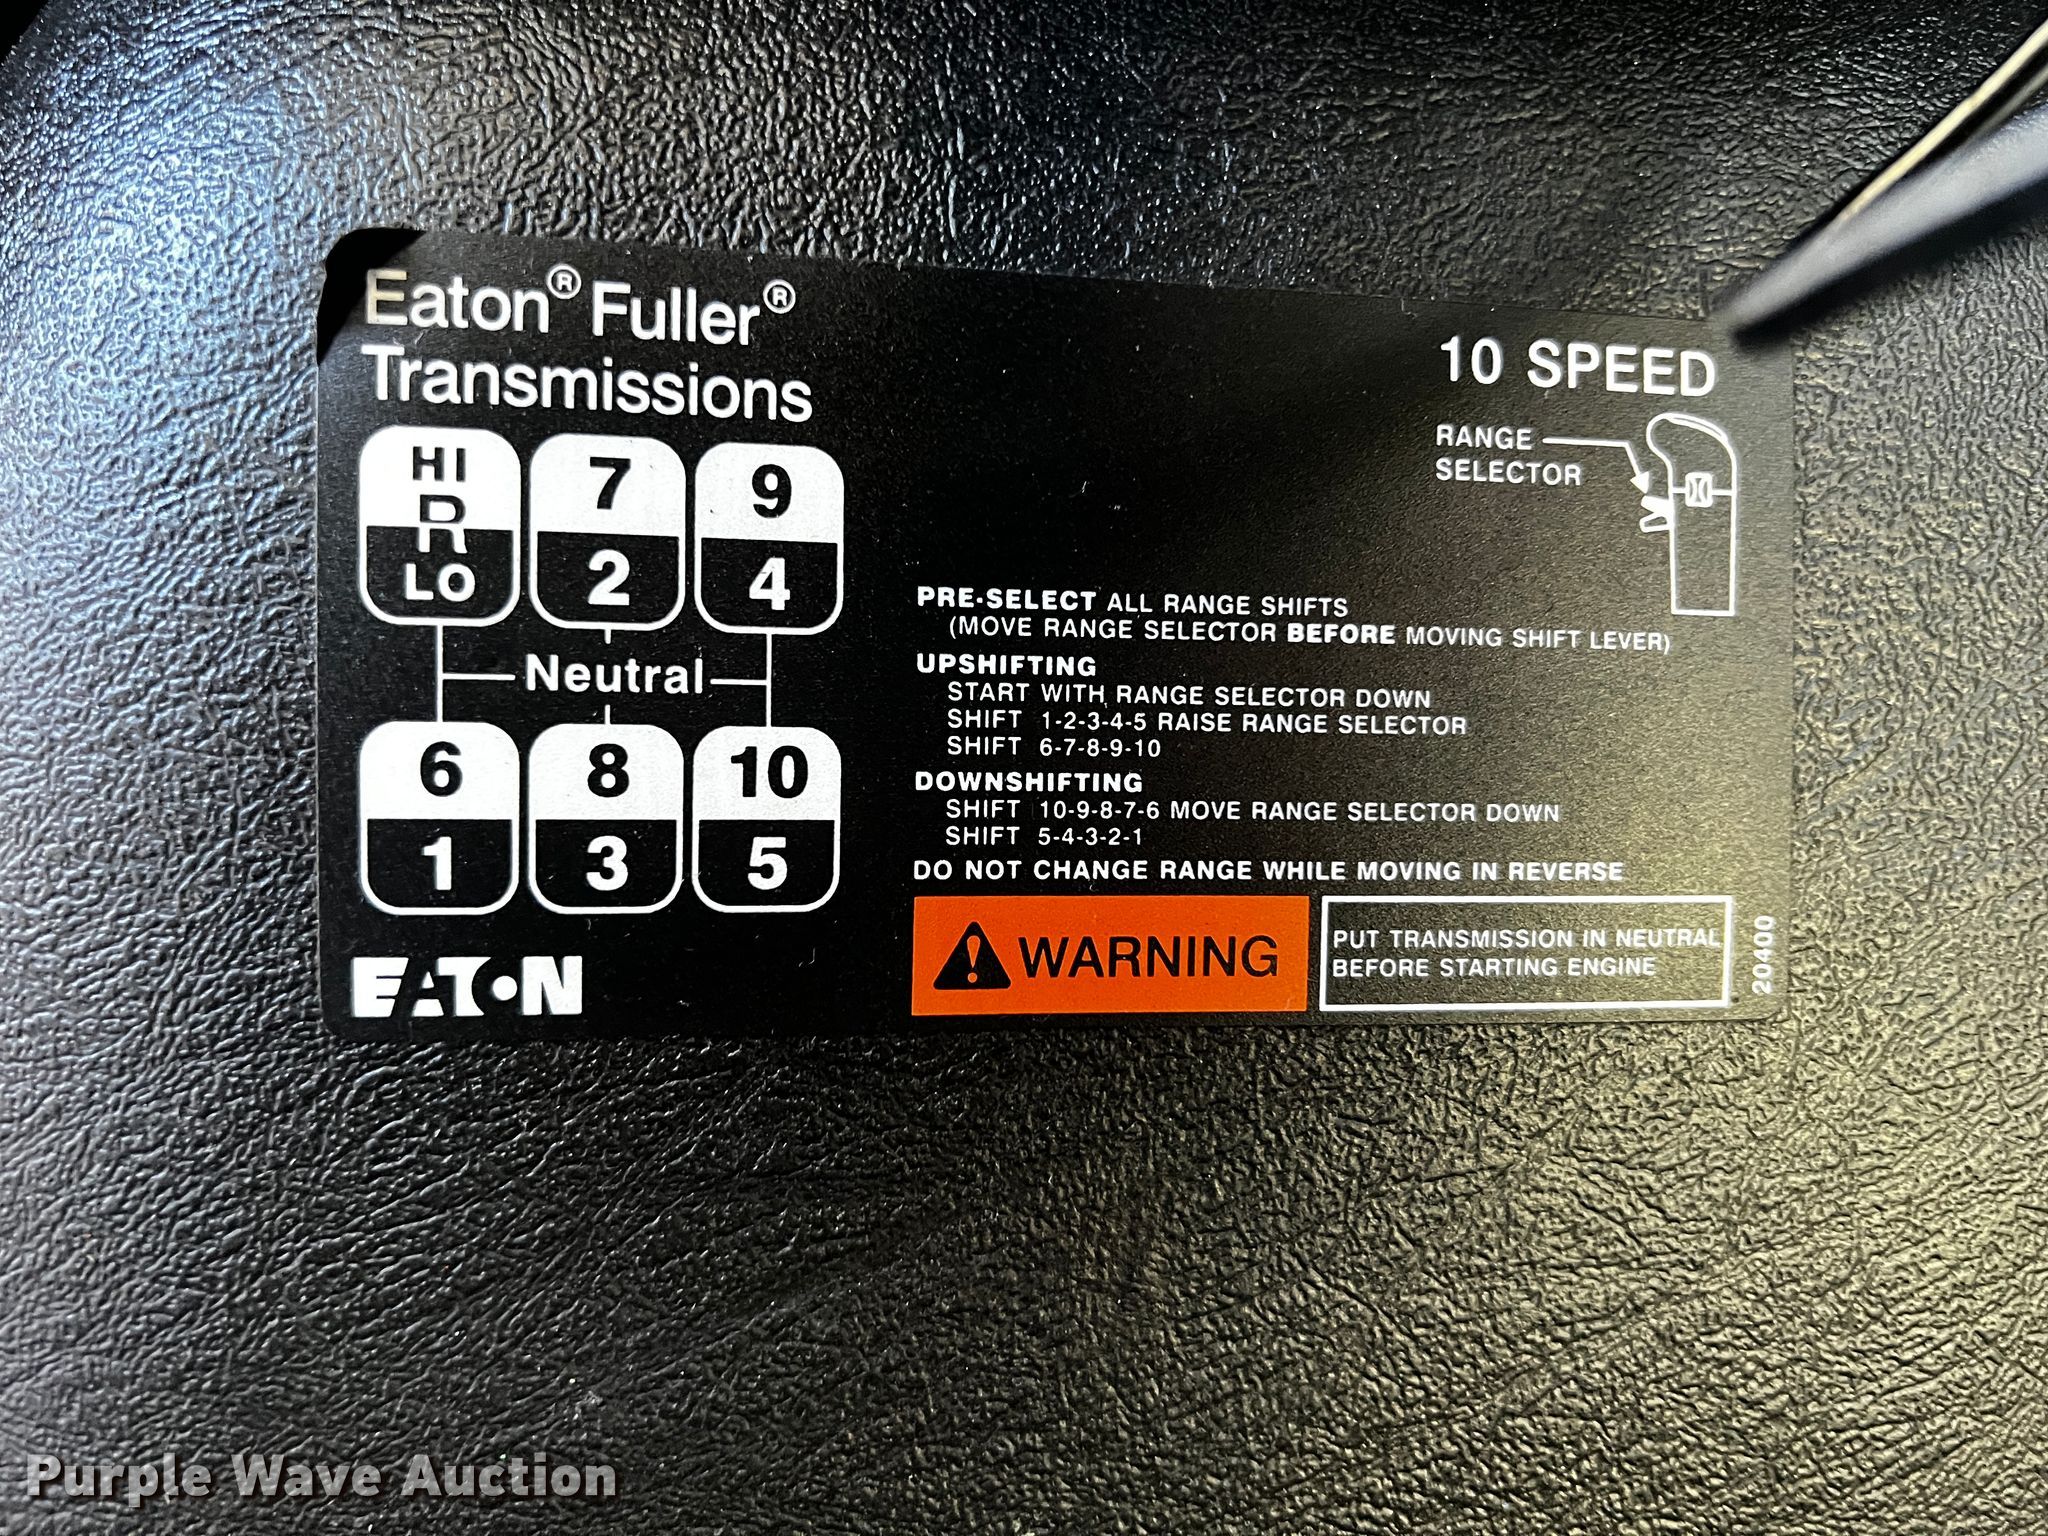 Eaton® Fuller®
Transmissions
10 SPEED
RANGE
SELECTOR
HI
R
LO
7
2
9
4
Neutral
6
1
8
3
10
5
EATON
PRE-SELECT ALL RANGE SHIFTS
(MOVE RANGE SELECTOR BEFORE MOVING SHIFT LEVER)
UPSHIFTING
START WITH RANGE SELECTOR DOWN
SHIFT 1-2-3-4-5 RAISE RANGE SELECTOR
SHIFT 6-7-8-9-10
DOWNSHIFTING
SHIFT 10-9-8-7-6 MOVE RANGE SELECTOR DOWN
SHIFT 5-4-3-2-1
DO NOT CHANGE RANGE WHILE MOVING IN REVERSE
WARNING
PUT TRANSMISSION IN NEUTRAL
BEFORE STARTING ENGINE
20400
Purple Wave Auction